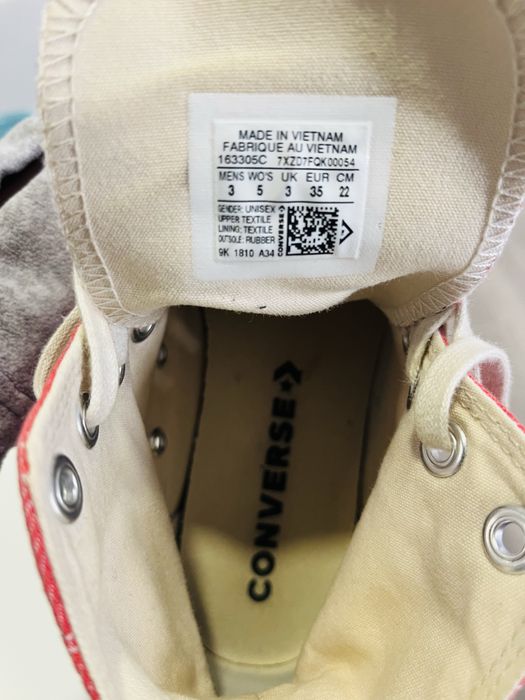 MADE IN VIETNAM
FABRIQUE AU VIETNAM
163305C 7XZD7FQK00054
MENS WO'S UK EUR CM
3 5 3 35 22
GENDER: UNISEX
UPPER: TEXTILE
LINING: TEXTILE
OUTSOLE: RUBBER
9K 1810 A34
CONVERSE
CONVERSE